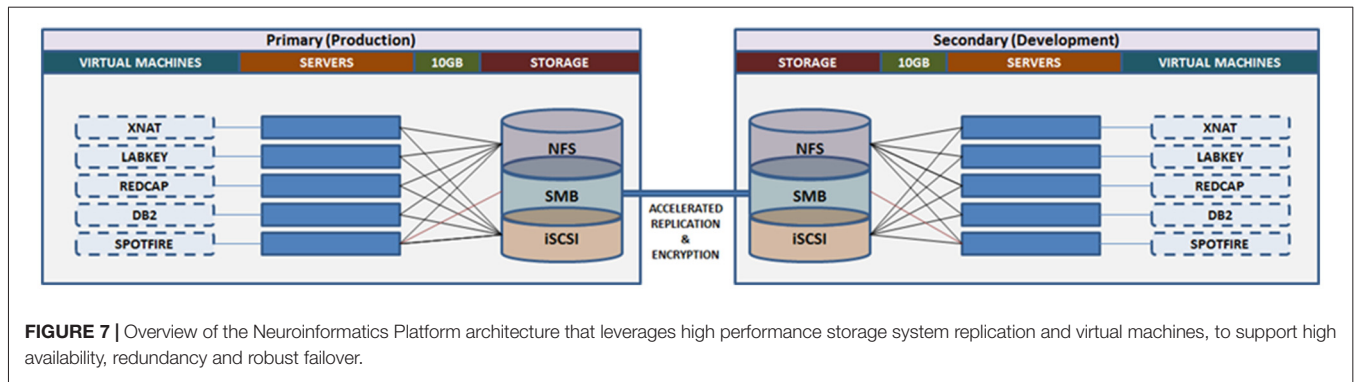 Primary (Production)
VIRTUAL MACHINES SERVERS 10GB STORAGE
XNAT
LABKEY
REDCAP
DB2
SPOTFIRE
NFS
SMB
iSCSI
ACCELERATED
REPLICATION
&
ENCRYPTION
Secondary (Development)
STORAGE 10GB SERVERS VIRTUAL MACHINES
NFS
SMB
iSCSI
XNAT
LABKEY
REDCAP
DB2
SPOTFIRE
FIGURE 7 | Overview of the Neuroinformatics Platform architecture that leverages high performance storage system replication and virtual machines, to support high
availability, redundancy and robust failover.